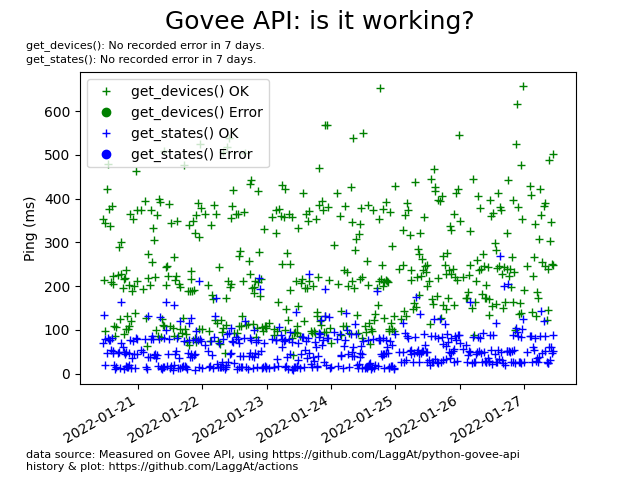 Govee API: is it working?
get_devices(): No recorded error in 7 days.
get_states(): No recorded error in 7 days.
get_devices() OK
get_devices() Error
get_states() OK
get_states() Error
Ping (ms)
600
500
400
300
200
100
0
2022-01-21
2022-01-22
2022-01-23
2022-01-24
2022-01-25
2022-01-26
2022-01-27
data source: Measured on Govee API, using https://github.com/LaggAt/python-govee-api
history & plot: https://github.com/LaggAt/actions